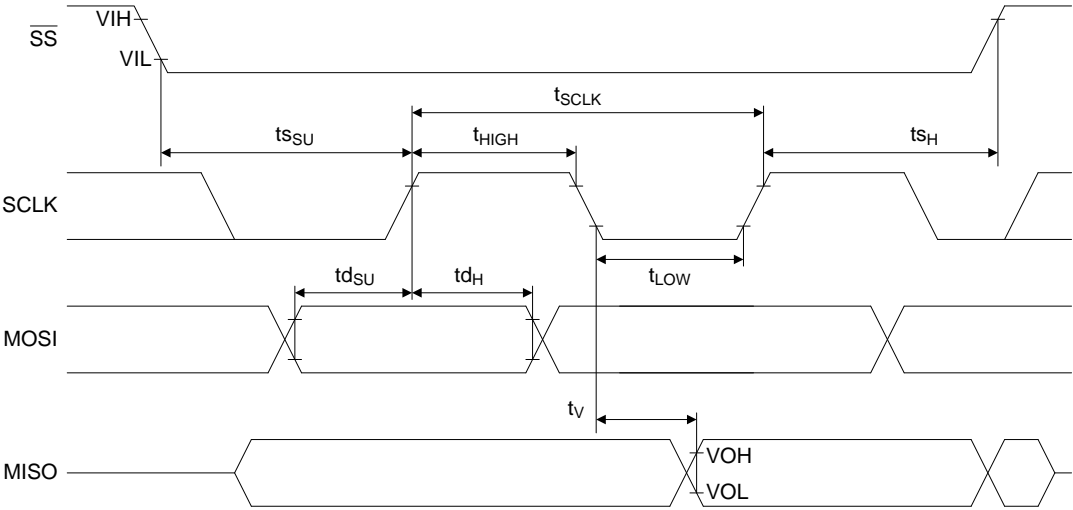 VIH
SS
VIL
tSCLK
tsSU
tHIGH
tsH
SCLK
tdSU
tdH
tLOW
MOSI
tV
VOH
MISO
VOL